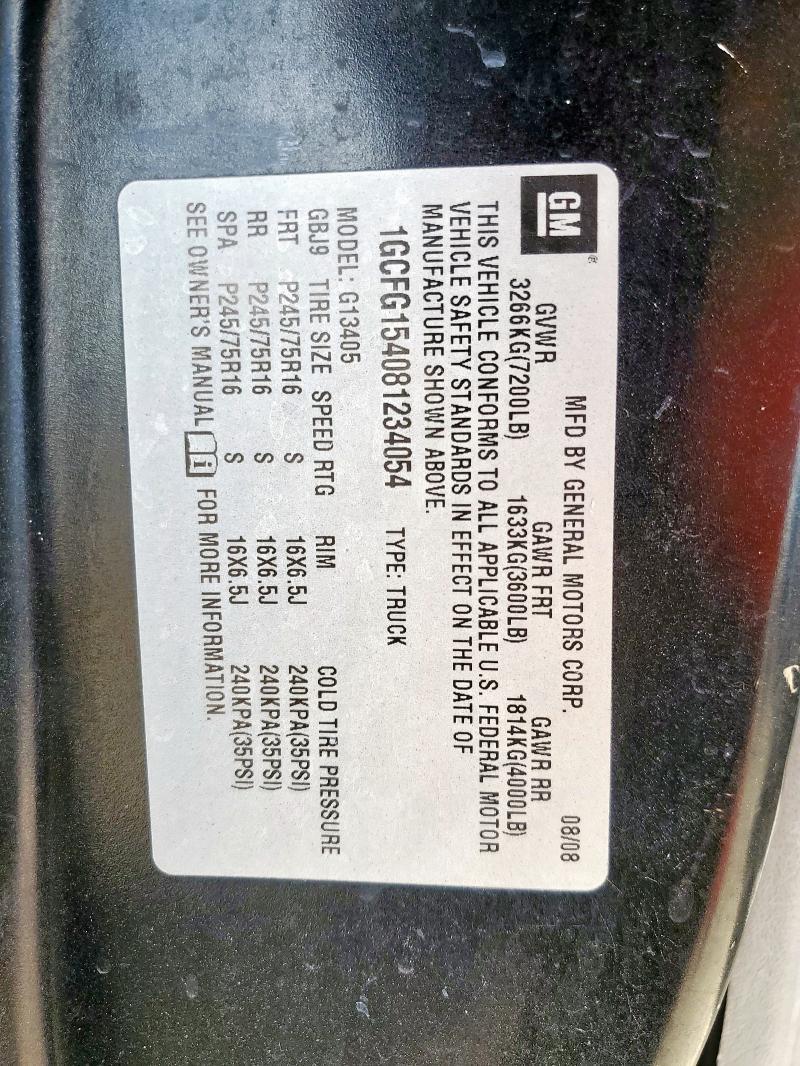 GM®
MFD BY GENERAL MOTORS CORP. 08/08
GVWR GAWR FRT GAWR RR
3266KG(7200LB) 1633KG(3600LB) 1814KG(4000LB)
THIS VEHICLE CONFORMS TO ALL APPLICABLE U.S. FEDERAL MOTOR
VEHICLE SAFETY STANDARDS IN EFFECT ON THE DATE OF
MANUFACTURE SHOWN ABOVE.
1GCFG154081234054 TYPE: TRUCK
MODEL: G13405
GBJ9 TIRE SIZE SPEED RTG RIM COLD TIRE PRESSURE
FRT P245/75R16 S 16X6.5J 240KPA(35PSI)
RR P245/75R16 S 16X6.5J 240KPA(35PSI)
SPA P245/75R16 S 16X6.5J 240KPA(35PSI)
SEE OWNER'S MANUAL i FOR MORE INFORMATION.